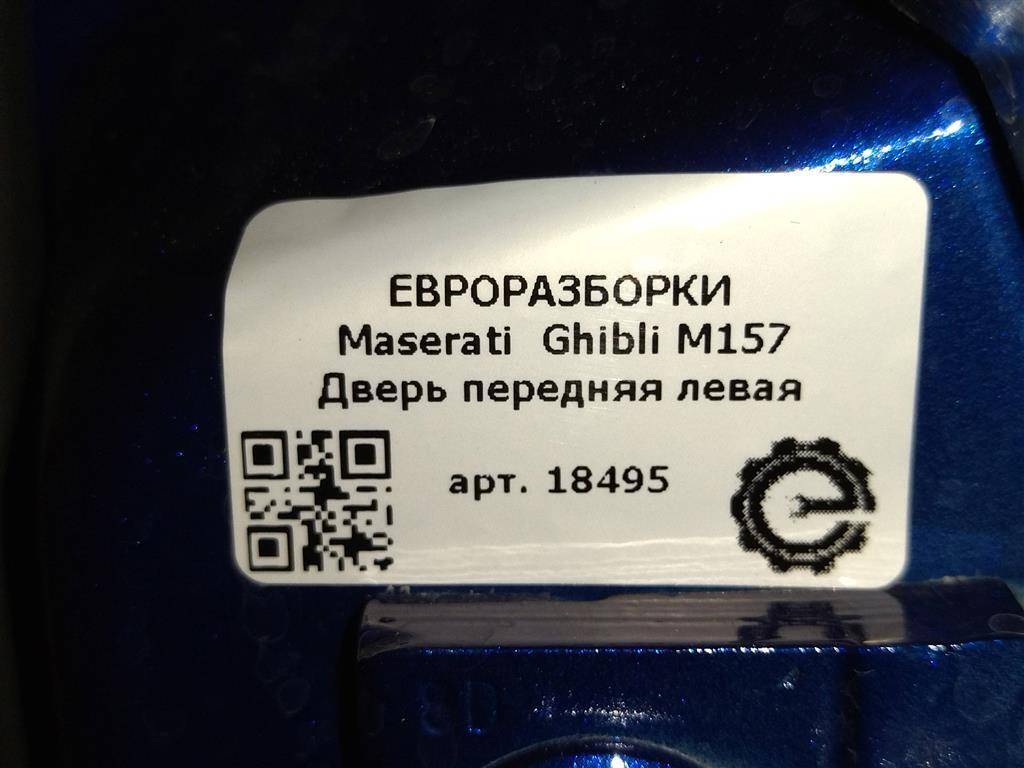 ЕВРОРАЗБОРКИ
Maserati Ghibli M157
Дверь передняя левая
арт. 18495